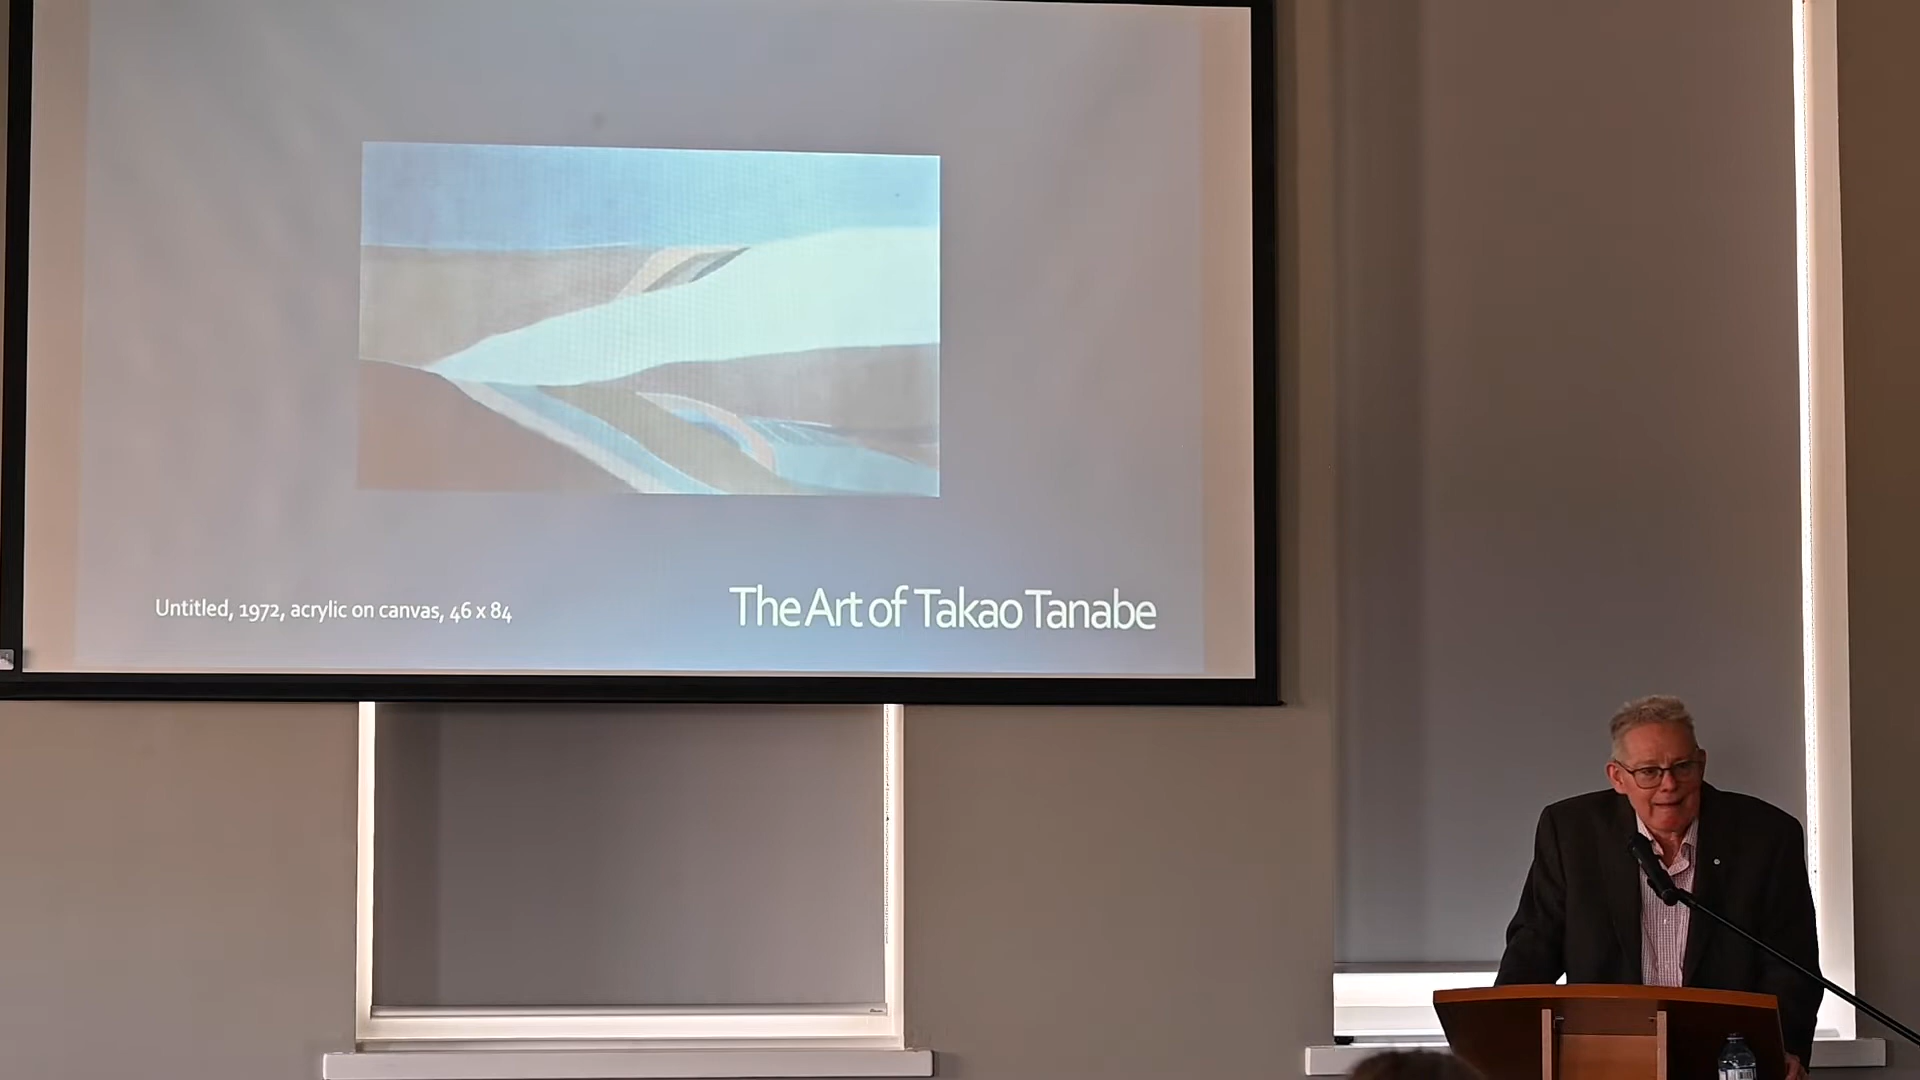 Untitled, 1972, acrylic on canvas, 46 x 84
The Art of Takao Tanabe